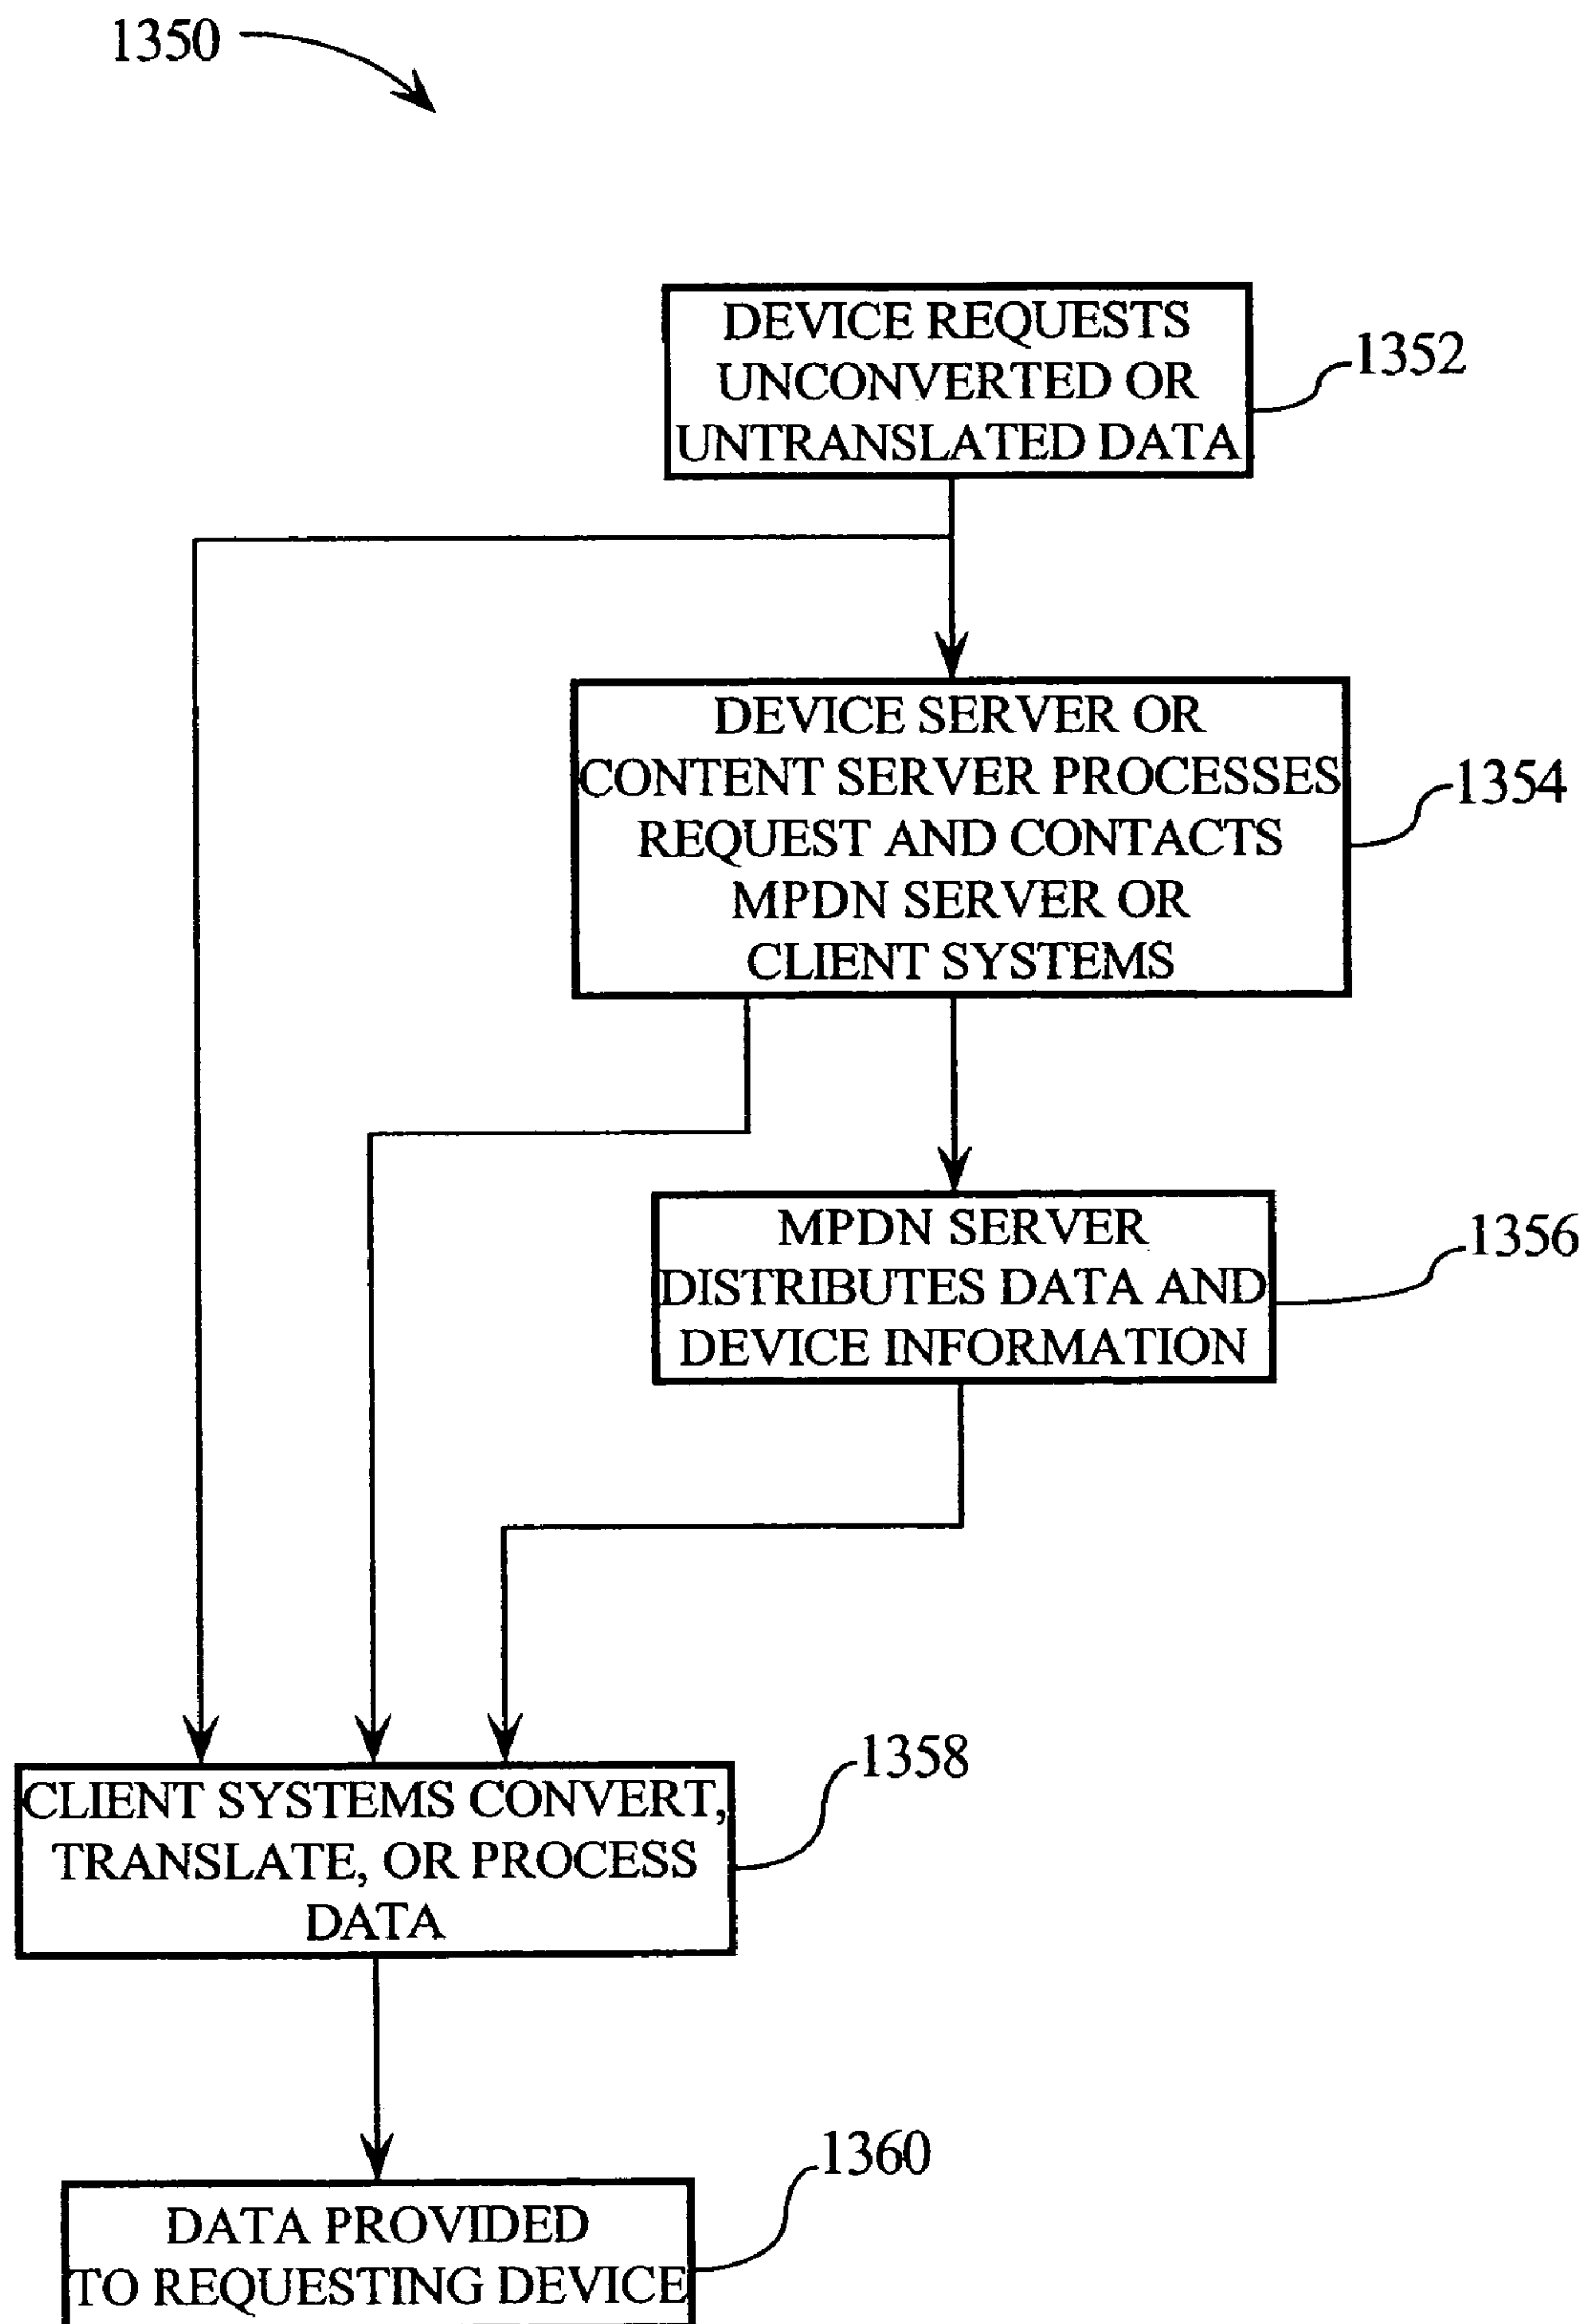 1350
DEVICE REQUESTS
UNCONVERTED OR
UNTRANSLATED DATA
1352
DEVICE SERVER OR
CONTENT SERVER PROCESSES
REQUEST AND CONTACTS
MPDN SERVER OR
CLIENT SYSTEMS
1354
MPDN SERVER
DISTRIBUTES DATA AND
DEVICE INFORMATION
1356
CLIENT SYSTEMS CONVERT,
TRANSLATE, OR PROCESS
DATA
1358
DATA PROVIDED
TO REQUESTING DEVICE
1360